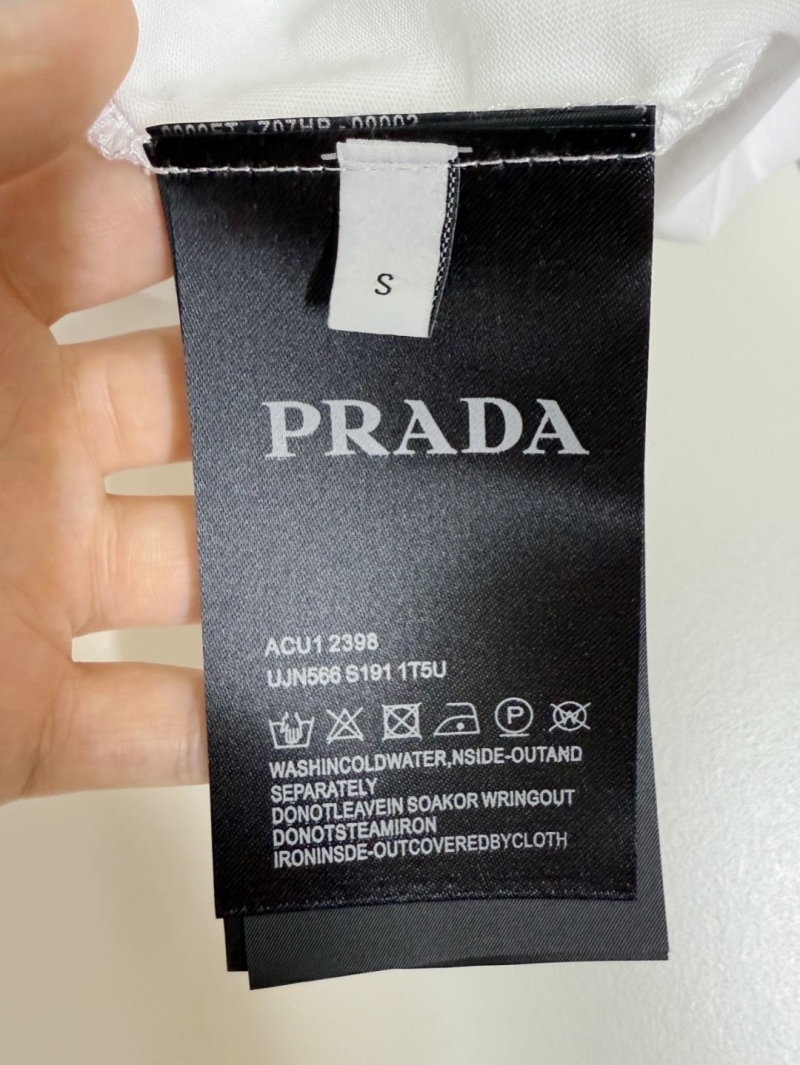 S
PRADA
ACU1 2398
UJN566 S191 1T5U
P
WASHINCOLDWATER,NSIDE-OUTAND
SEPARATELY
DONOTLEAVEIN SOAKOR WRINGOUT
DONOTSTEAMIRON
IRONINSDE-OUTCOVEREDBYCLOTH